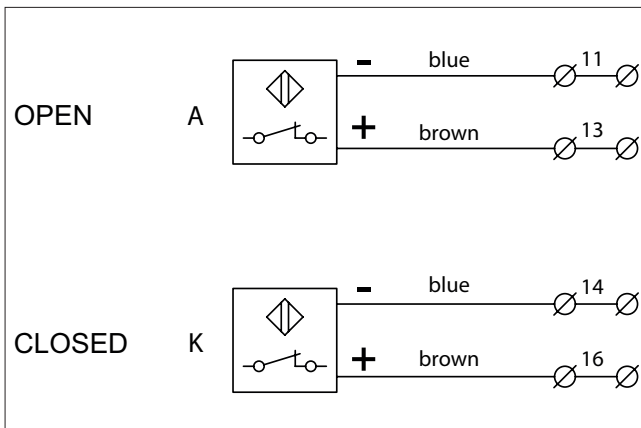 - blue 11
OPEN A
+ brown 13
- blue 14
CLOSED K
+ brown 16